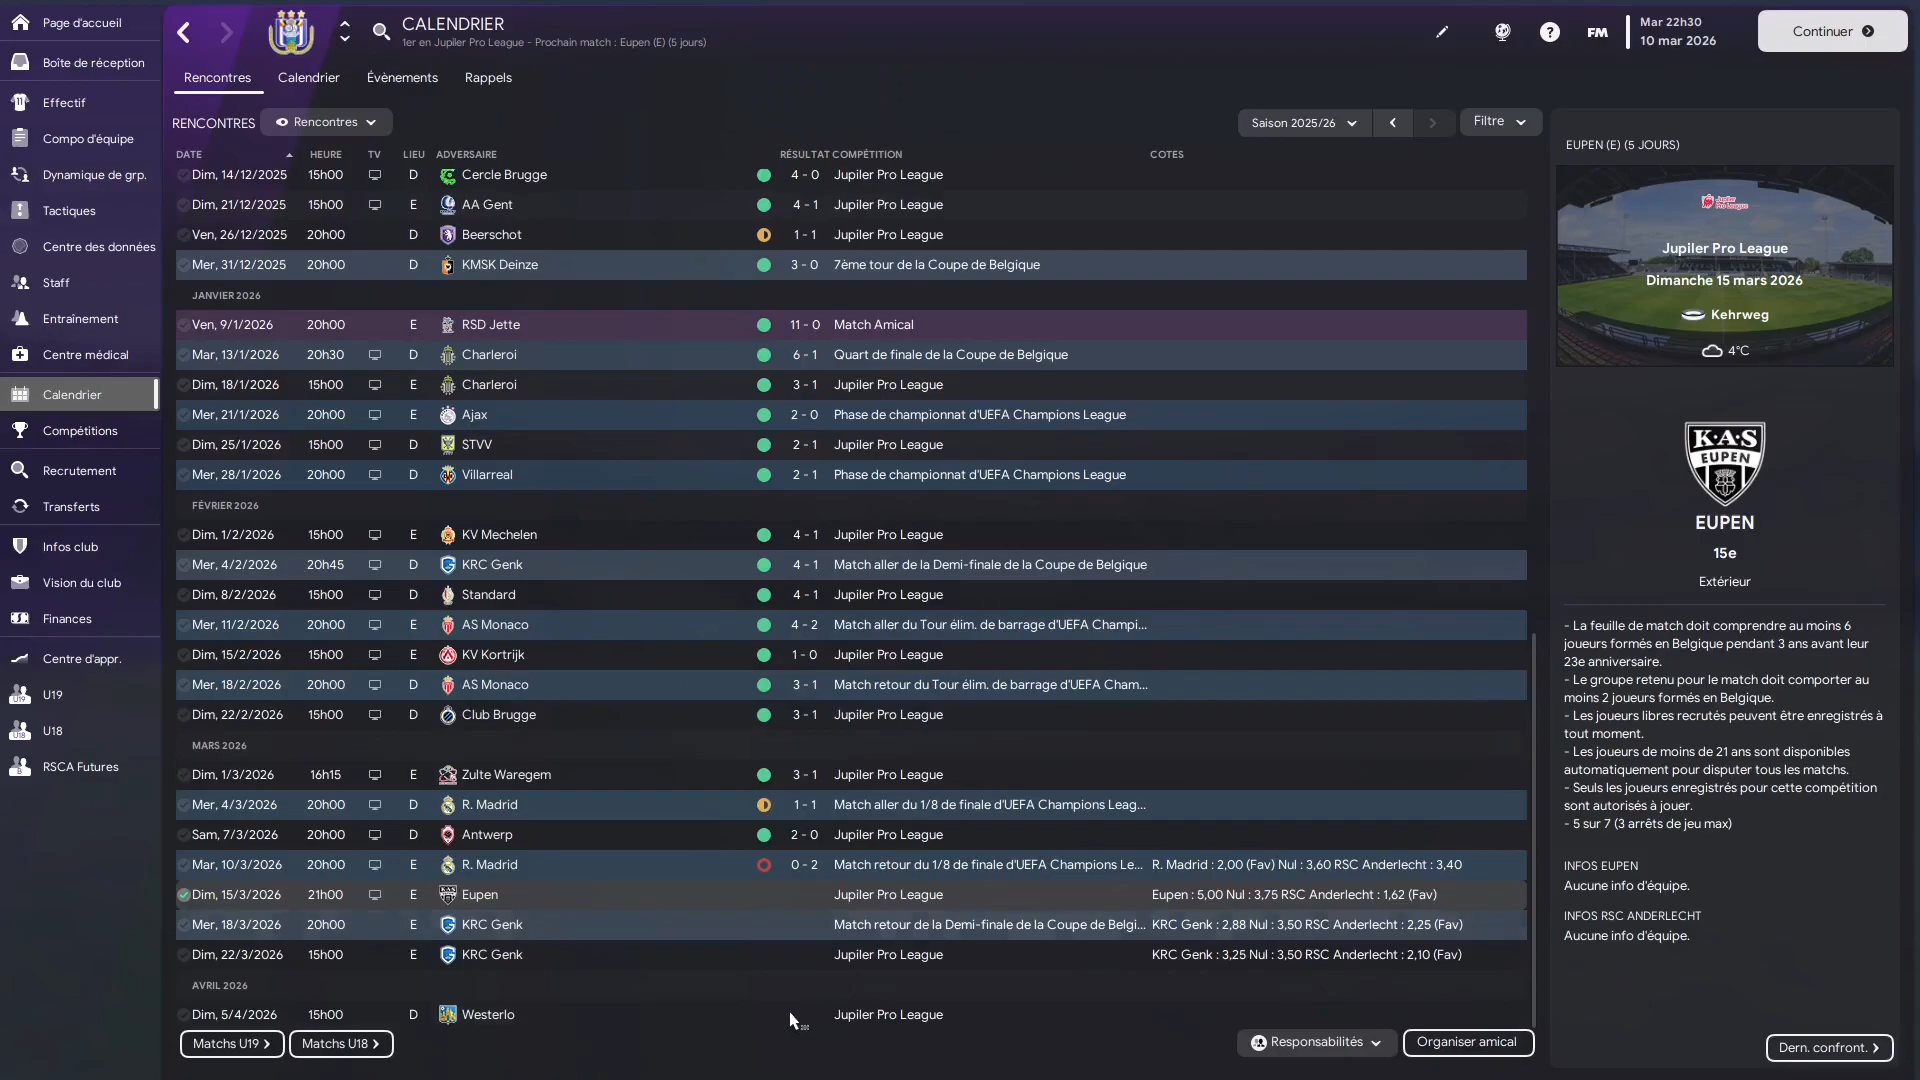 Page d'accueil
Boîte de réception
Effectif
Compo d'équipe
Dynamique de grp.
Tactiques
Centre des données
Staff
Entraînement
Centre médical
Calendrier
Compétitions
Recrutement
Transferts
Infos club
Vision du club
Finances
Centre d'appr.
U19
U18
RSCA Futures
CALENDRIER
1er en Jupiler Pro League - Prochain match : Eupen (E) (5 jours)
FM
Mar 22h30
10 mar 2026
Continuer
Rencontres Calendrier Évènements Rappels
RENCONTRES Rencontres Saison 2025/26 Filtre
DATE HEURE TV LIEU ADVERSAIRE RÉSULTAT COMPÉTITION COTES
Dim, 14/12/2025 15h00 D Cercle Brugge 4 - 0 Jupiler Pro League
Dim, 21/12/2025 15h00 E AA Gent 4 - 1 Jupiler Pro League
Ven, 26/12/2025 20h00 D Beerschot 1 - 1 Jupiler Pro League
Mer, 31/12/2025 20h00 D KMSK Deinze 3 - 0 7ème tour de la Coupe de Belgique
JANVIER 2026
Ven, 9/1/2026 20h00 E RSD Jette 11 - 0 Match Amical
Mar, 13/1/2026 20h30 D Charleroi 6 - 1 Quart de finale de la Coupe de Belgique
Dim, 18/1/2026 15h00 E Charleroi 3 - 1 Jupiler Pro League
Mer, 21/1/2026 20h00 E Ajax 2 - 0 Phase de championnat d'UEFA Champions League
Dim, 25/1/2026 15h00 D STVV 2 - 1 Jupiler Pro League
Mer, 28/1/2026 20h00 D Villarreal 2 - 1 Phase de championnat d'UEFA Champions League
FÉVRIER 2026
Dim, 1/2/2026 15h00 E KV Mechelen 4 - 1 Jupiler Pro League
Mer, 4/2/2026 20h45 D KRC Genk 4 - 1 Match aller de la Demi-finale de la Coupe de Belgique
Dim, 8/2/2026 15h00 D Standard 4 - 1 Jupiler Pro League
Mer, 11/2/2026 20h00 E AS Monaco 4 - 2 Match aller du Tour élim. de barrage d'UEFA Champi...
Dim, 15/2/2026 15h00 E KV Kortrijk 1 - 0 Jupiler Pro League
Mer, 18/2/2026 20h00 D AS Monaco 3 - 1 Match retour du Tour élim. de barrage d'UEFA Cham...
Dim, 22/2/2026 15h00 D Club Brugge 3 - 1 Jupiler Pro League
MARS 2026
Dim, 1/3/2026 16h15 E Zulte Waregem 3 - 1 Jupiler Pro League
Mer, 4/3/2026 20h00 D R. Madrid 1 - 1 Match aller du 1/8 de finale d'UEFA Champions Leag...
Sam, 7/3/2026 20h00 D Antwerp 2 - 0 Jupiler Pro League
Mar, 10/3/2026 20h00 E R. Madrid 0 - 2 Match retour du 1/8 de finale d'UEFA Champions Le... R. Madrid : 2,00 (Fav) Nul : 3,60 RSC Anderlecht : 3,40
Dim, 15/3/2026 21h00 E Eupen Jupiler Pro League Eupen : 5,00 Nul : 3,75 RSC Anderlecht : 1,62 (Fav)
Mer, 18/3/2026 20h00 E KRC Genk Match retour de la Demi-finale de la Coupe de Belgi... KRC Genk : 2,88 Nul : 3,50 RSC Anderlecht : 2,25 (Fav)
Dim, 22/3/2026 15h00 E KRC Genk Jupiler Pro League KRC Genk : 3,25 Nul : 3,50 RSC Anderlecht : 2,10 (Fav)
AVRIL 2026
Dim, 5/4/2026 15h00 D Westerlo Jupiler Pro League
Matchs U19 Matchs U18 Responsabilités Organiser amical
EUPEN (E) (5 JOURS)
Jupiler
Pro League
Jupiler Pro League
Dimanche 15 mars 2026
Kehrweg
4°C
K.A.S
EUPEN
EUPEN
15e
Extérieur
- La feuille de match doit comprendre au moins 6
joueurs formés en Belgique pendant 3 ans avant leur
23e anniversaire.
- Le groupe retenu pour le match doit comporter au
moins 2 joueurs formés en Belgique.
- Les joueurs libres recrutés peuvent être enregistrés à
tout moment.
- Les joueurs de moins de 21 ans sont disponibles
automatiquement pour disputer tous les matchs.
- Seuls les joueurs enregistrés pour cette compétition
sont autorisés à jouer.
- 5 sur 7 (3 arrêts de jeu max)
INFOS EUPEN
Aucune info d'équipe.
INFOS RSC ANDERLECHT
Aucune info d'équipe.
Dern. confront.